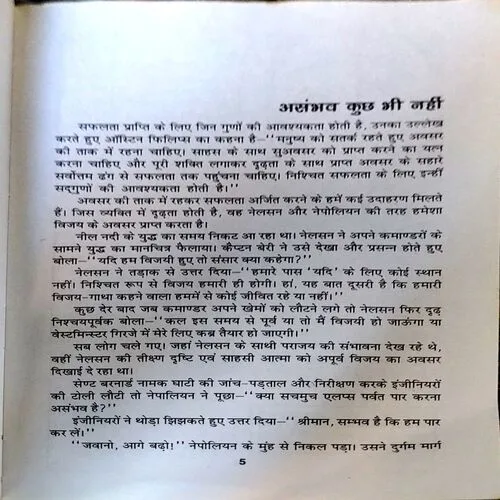 असंभव कुछ भी नहीं
सफलता प्राप्ति के लिए जिन गुणों की आवश्यकता होती है, उनका उल्लेख
करते हुए ऑस्टिन फिलिप्स का कहना है–‘‘मनुष्य को सतर्क रहते हुए अवसर
की ताक में रहना चाहिए। साहस के साथ सुअवसर को प्राप्त करने का यत्न
करना चाहिए और पूरी शक्ति लगाकर दृढ़ता के साथ प्राप्त अवसर के सहारे
सर्वोत्तम ढंग से सफलता तक पहुंचना चाहिए। निश्चित सफलता के लिए इन्हीं
सद्‌गुणों की आवश्यकता होती है।’’
अवसर की ताक में रहकर सफलता अर्जित करने के हमें कई उदाहरण मिलते
हैं। जिस व्यक्ति में दृढ़ता होती है, वह नेलसन और नेपोलियन की तरह हमेशा
विजय के अवसर प्राप्त करता है।
नील नदी के युद्ध का समय निकट आ रहा था। नेलसन ने अपने कमाण्डरों के
सामने युद्ध का मानचित्र फैलाया। कैप्टन बेरी ने उसे देखा और प्रसन्न होते हुए
बोला–‘‘यदि हम विजयी हुए तो संसार क्या कहेगा?’’
नेलसन ने तड़ाक से उत्तर दिया–‘‘हमारे पास ‘यदि’ के लिए कोई स्थान
नहीं। निश्चित रूप से विजय हमारी ही होगी। हां, यह बात दूसरी है कि हमारी
विजय-गाथा कहने वाला हममें से कोई जीवित रहे या नहीं।’’
कुछ देर बाद जब कमाण्डर अपने खेमों को लौटने लगे तो नेलसन फिर दृढ़
निश्चयपूर्वक बोला–‘‘कल इस समय से पूर्व या तो मैं विजयी हो जाऊंगा या
वेस्टमिन्स्टर गिरजे में मेरे लिए कब्र तैयार हो जाएगी।’’
सब लोग चले गए। जहां नेलसन के साथी पराजय की संभावना देख रहे थे,
वहीं नेलसन की तीक्ष्ण दृष्टि एवं साहसी आत्मा को अपूर्व विजय का अवसर
दिखाई दे रहा था।
सेण्ट बरनार्ड नामक घाटी की जांच-पड़ताल और निरीक्षण करके इंजीनियरों
की टोली लौटी तो नेपालियन ने पूछा–‘‘क्या सचमुच एलप्स पर्वत पार करना
असंभव है?’’
इंजीनियरों ने थोड़ा झिझकते हुए उत्तर दिया–‘‘श्रीमान, सम्भव है कि हम पार
कर लें।’’
‘‘जवानो, आगे बढ़ो!’’ नेपोलियन के मुंह से निकल पड़ा। उसने दुर्गम मार्ग
5